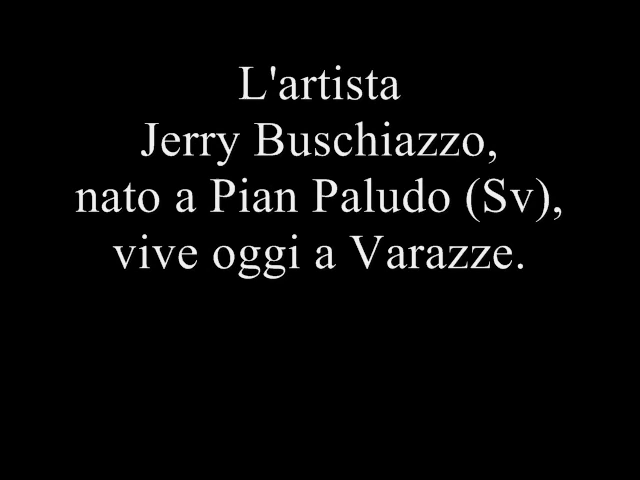 L'artista
Jerry Buschiazzo,
nato a Pian Paludo (Sv),
vive oggi a Varazze.